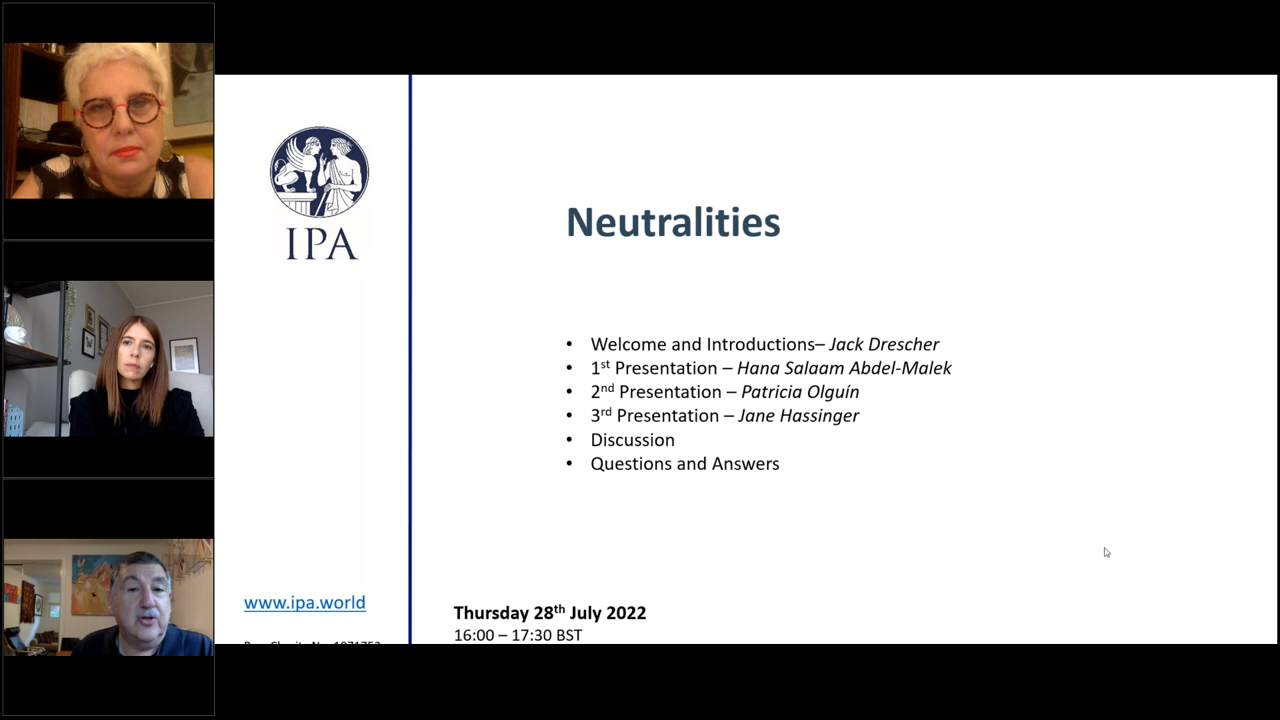 IPA
Neutralities
• Welcome and Introductions– Jack Drescher
• 1st Presentation – Hana Salaam Abdel-Malek
• 2nd Presentation – Patricia Olguín
• 3rd Presentation – Jane Hassinger
• Discussion
• Questions and Answers
www.ipa.world
Thursday 28th July 2022
16:00 – 17:30 BST